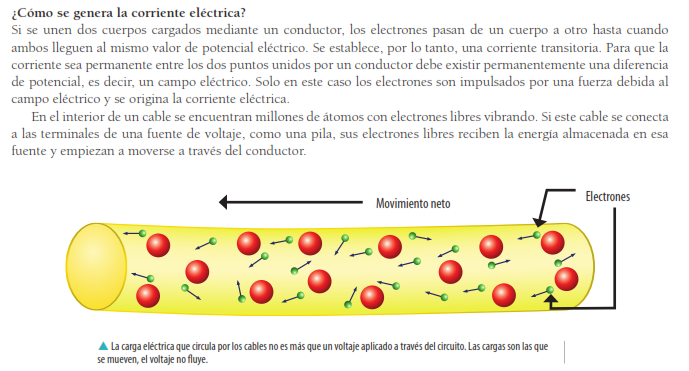 ¿Cómo se genera la corriente eléctrica?
Si se unen dos cuerpos cargados mediante un conductor, los electrones pasan de un cuerpo a otro hasta cuando
ambos lleguen al mismo valor de potencial eléctrico. Se establece, por lo tanto, una corriente transitoria. Para que la
corriente sea permanente entre los dos puntos unidos por un conductor debe existir permanentemente una diferencia
de potencial, es decir, un campo eléctrico. Solo en este caso los electrones son impulsados por una fuerza debida al
campo eléctrico y se origina la corriente eléctrica.
En el interior de un cable se encuentran millones de átomos con electrones libres vibrando. Si este cable se conecta
a las terminales de una fuente de voltaje, como una pila, sus electrones libres reciben la energía almacenada en esa
fuente y empiezan a moverse a través del conductor.
Movimiento neto
Electrones
La carga eléctrica que circula por los cables no es más que un voltaje aplicado a través del circuito. Las cargas son las que
se mueven, el voltaje no fluye.